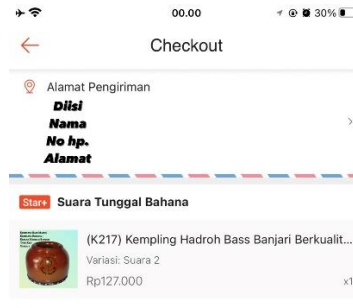 00.00
30%
Checkout
Alamat Pengiriman
Diisi
Nama
No hp.
Alamat
Star+ Suara Tunggal Bahana
(K217) Kempling Hadroh Bass Banjari Berkualit...
Variasi: Suara 2
Rp127.000 x1